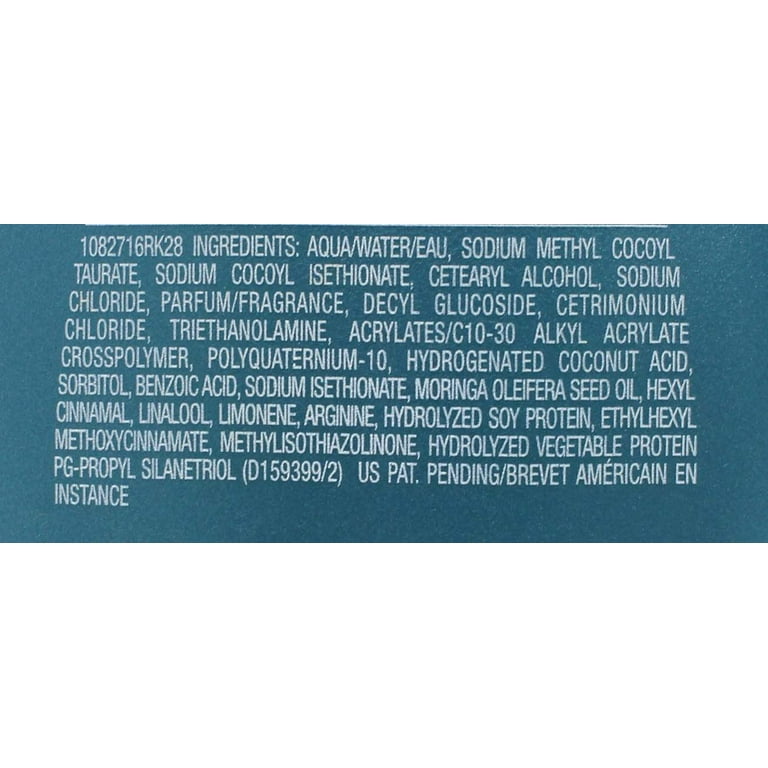 1082716RK28 INGREDIENTS: AQUA/WATER/EAU, SODIUM METHYL COCOYL
TAURATE, SODIUM COCOYL ISETHIONATE, CETEARYL ALCOHOL, SODIUM
CHLORIDE, PARFUM/FRAGRANCE, DECYL GLUCOSIDE, CETRIMONIUM
CHLORIDE, TRIETHANOLAMINE, ACRYLATES/C10-30 ALKYL ACRYLATE
CROSSPOLYMER, POLYQUATERNIUM-10, HYDROGENATED COCONUT ACID,
SORBITOL, BENZOIC ACID, SODIUM ISETHIONATE, MORINGA OLEIFERA SEED OIL, HEXYL
CINNAMAL, LINALOOL, LIMONENE, ARGININE, HYDROLYZED SOY PROTEIN, ETHYLHEXYL
METHOXYCINNAMATE, METHYLISOTHIAZOLINONE, HYDROLYZED VEGETABLE PROTEIN
PG-PROPYL SILANETRIOL (D159399/2) US PAT. PENDING/BREVET AMÉRICAIN EN
INSTANCE